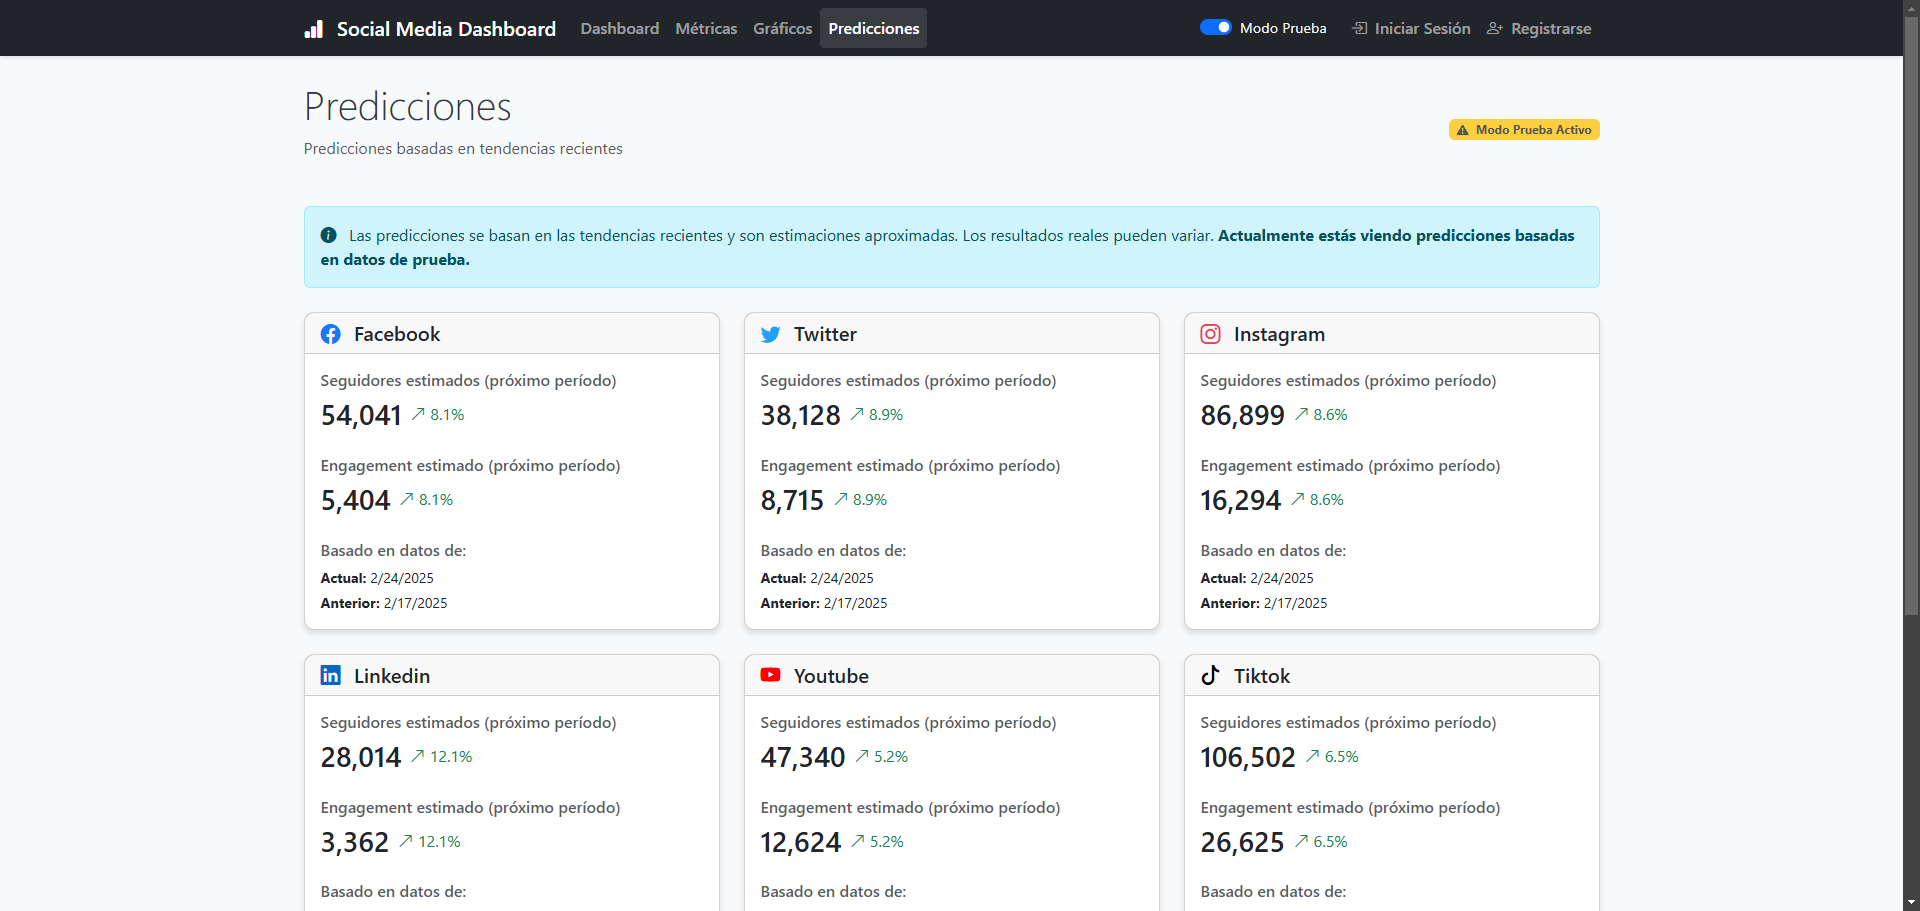 Social Media Dashboard Dashboard Métricas Gráficos Predicciones Modo Prueba Iniciar Sesión Registrarse
Predicciones
Modo Prueba Activo
Predicciones basadas en tendencias recientes
Las predicciones se basan en las tendencias recientes y son estimaciones aproximadas. Los resultados reales pueden variar. Actualmente estás viendo predicciones basadas
en datos de prueba.
Facebook
Seguidores estimados (próximo período)
54,041 8.1%
Engagement estimado (próximo período)
5,404 8.1%
Basado en datos de:
Actual: 2/24/2025
Anterior: 2/17/2025
Twitter
Seguidores estimados (próximo período)
38,128 8.9%
Engagement estimado (próximo período)
8,715 8.9%
Basado en datos de:
Actual: 2/24/2025
Anterior: 2/17/2025
Instagram
Seguidores estimados (próximo período)
86,899 8.6%
Engagement estimado (próximo período)
16,294 8.6%
Basado en datos de:
Actual: 2/24/2025
Anterior: 2/17/2025
Linkedin
Seguidores estimados (próximo período)
28,014 12.1%
Engagement estimado (próximo período)
3,362 12.1%
Basado en datos de:
Youtube
Seguidores estimados (próximo período)
47,340 5.2%
Engagement estimado (próximo período)
12,624 5.2%
Basado en datos de:
Tiktok
Seguidores estimados (próximo período)
106,502 6.5%
Engagement estimado (próximo período)
26,625 6.5%
Basado en datos de: